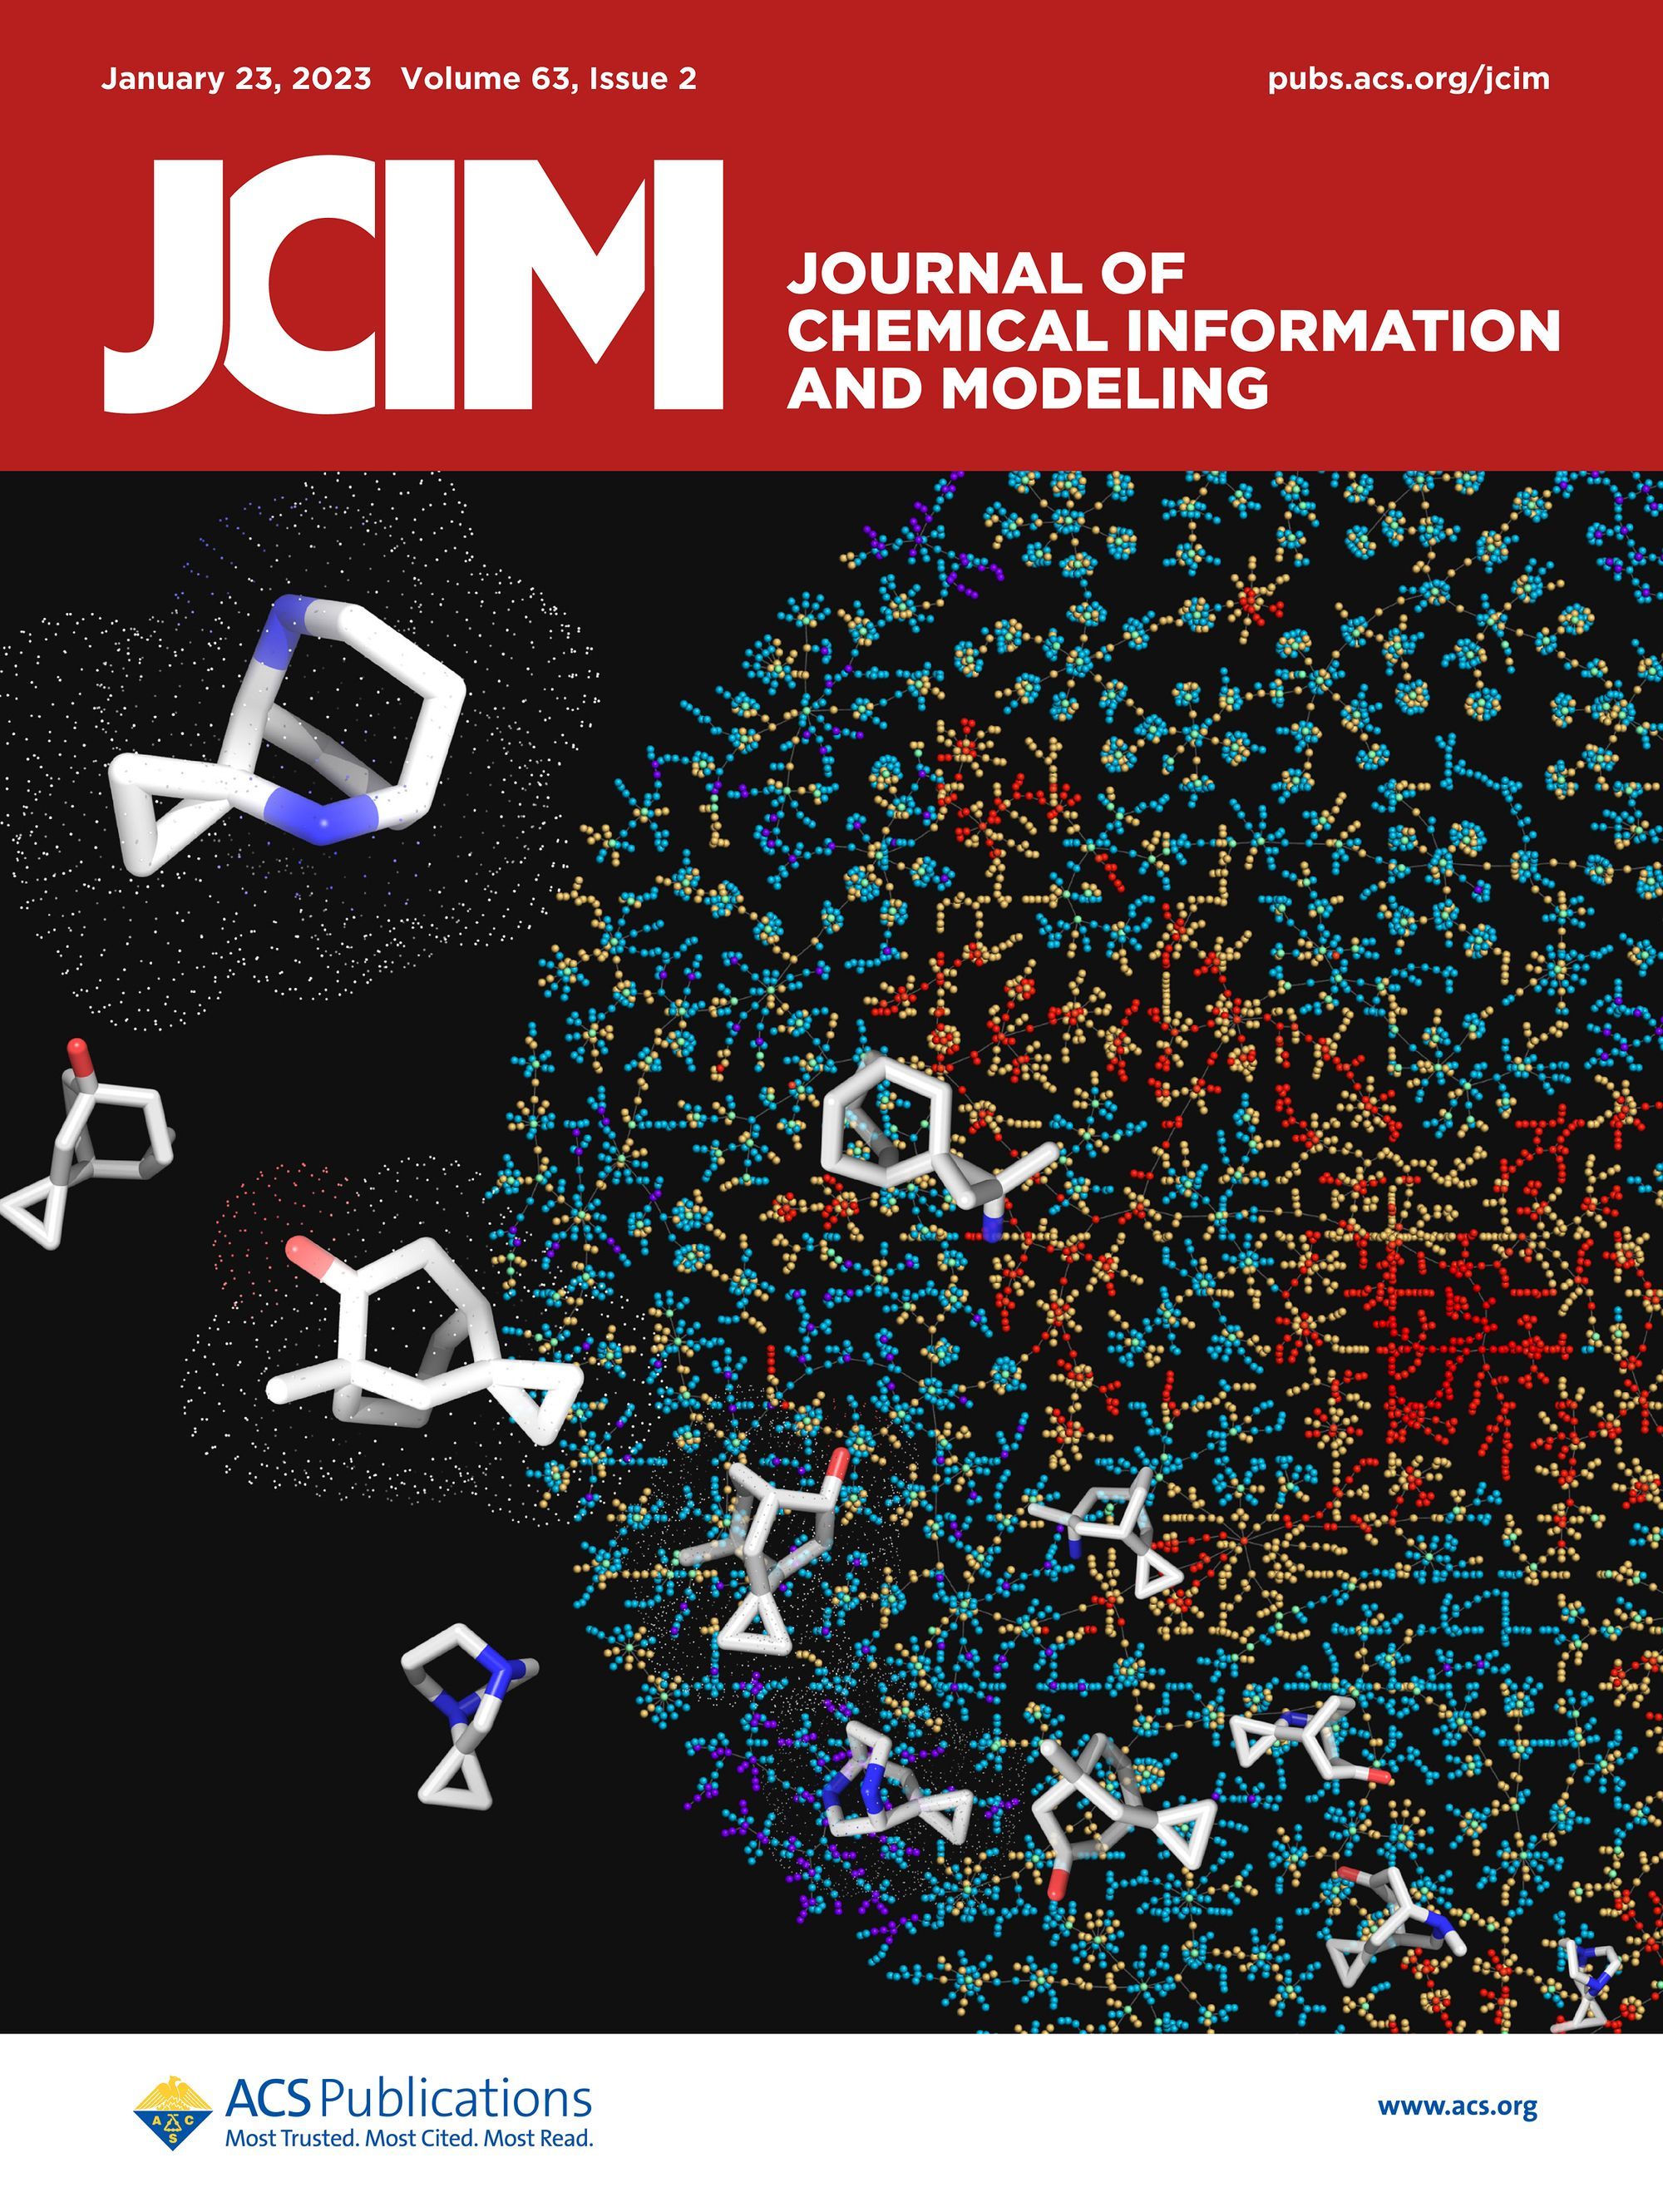 January 23, 2023 Volume 63, Issue 2
pubs.acs.org/jcim
JCIM
JOURNAL OF
CHEMICAL INFORMATION
AND MODELING
A C
S
ACS Publications
Most Trusted. Most Cited. Most Read.
www.acs.org